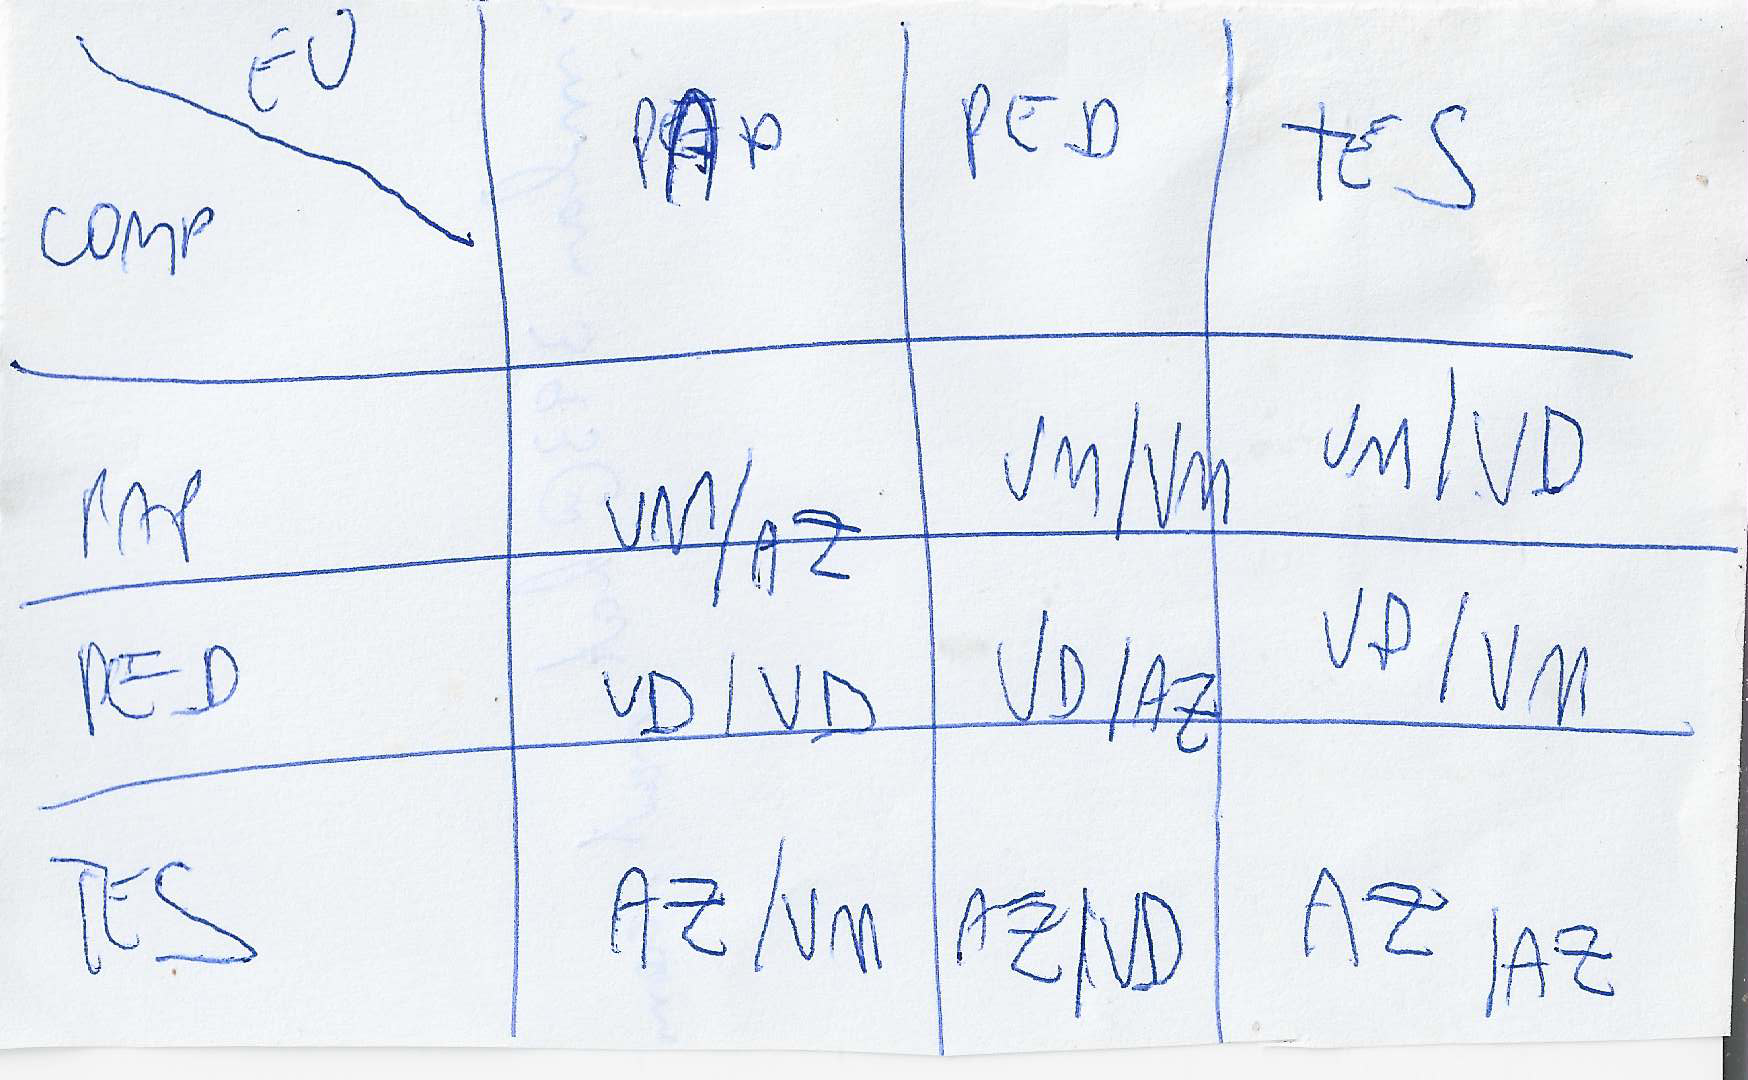 EU
COMP
PAP PED TES
PAP VM/AZ VM/VM VM/VD
PED VD/VD VD/AZ VD/VM
TES AZ/VM AZ/VD AZ/AZ